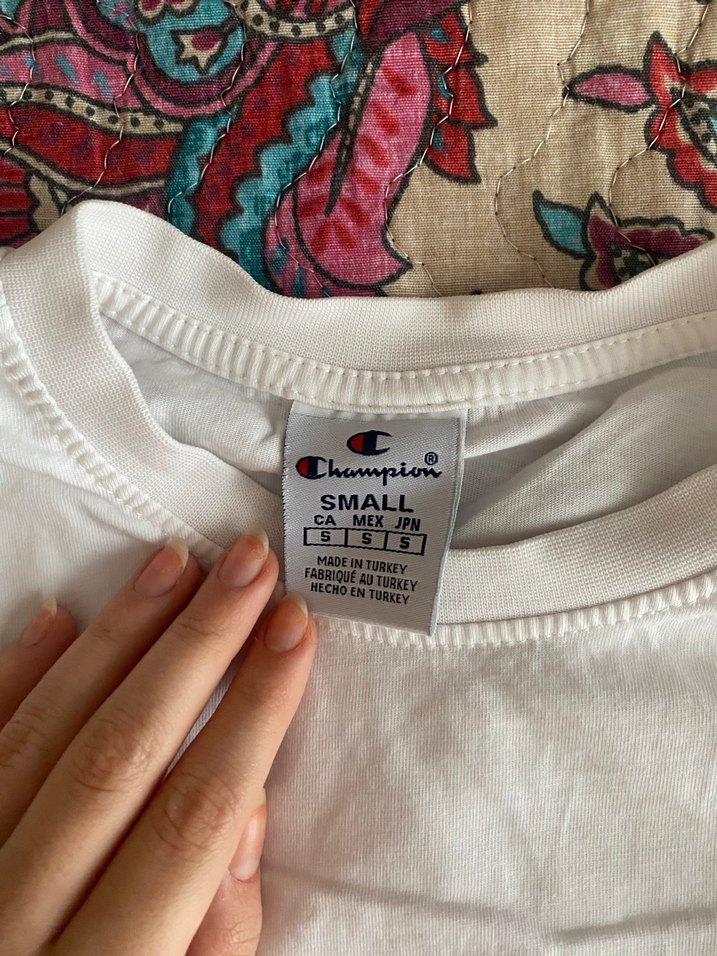 Champion®
SMALL
CA MEX JPN
S S S
MADE IN TURKEY
FABRIQUÉ AU TURKEY
HECHO EN TURKEY